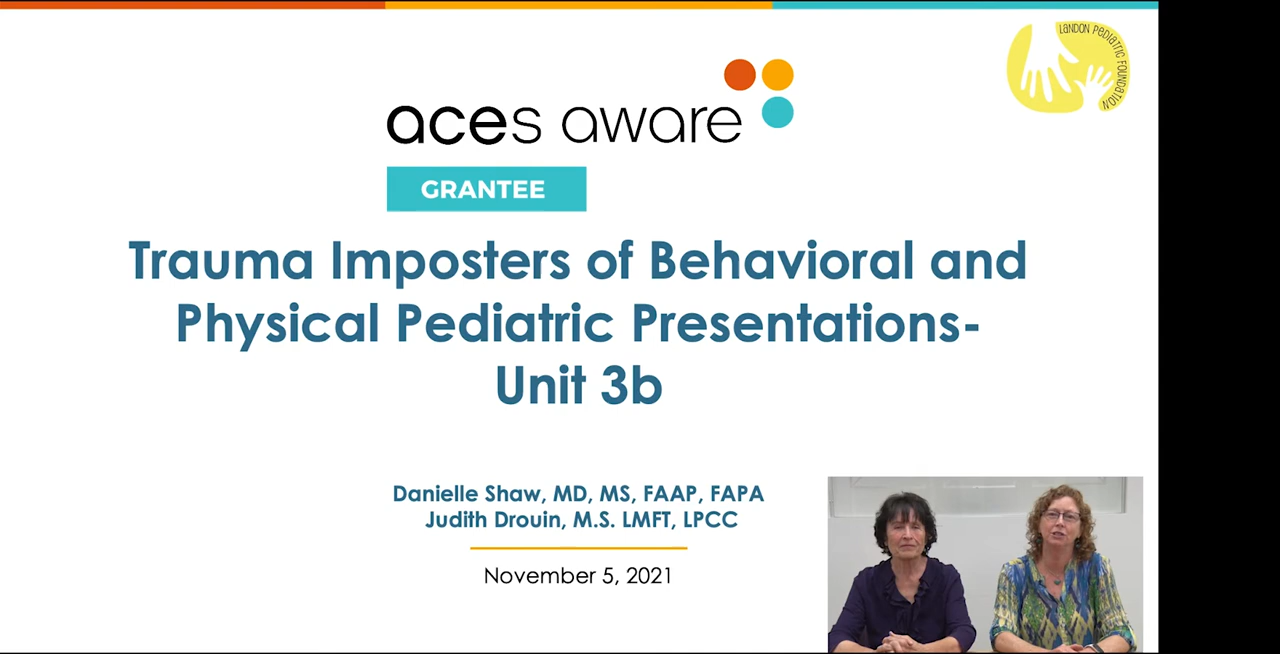 LANDON PEDIATRIC FOUNDATION
aces aware
GRANTEE
Trauma Imposters of Behavioral and
Physical Pediatric Presentations-
Unit 3b
Danielle Shaw, MD, MS, FAAP, FAPA
Judith Drouin, M.S. LMFT, LPCC
November 5, 2021